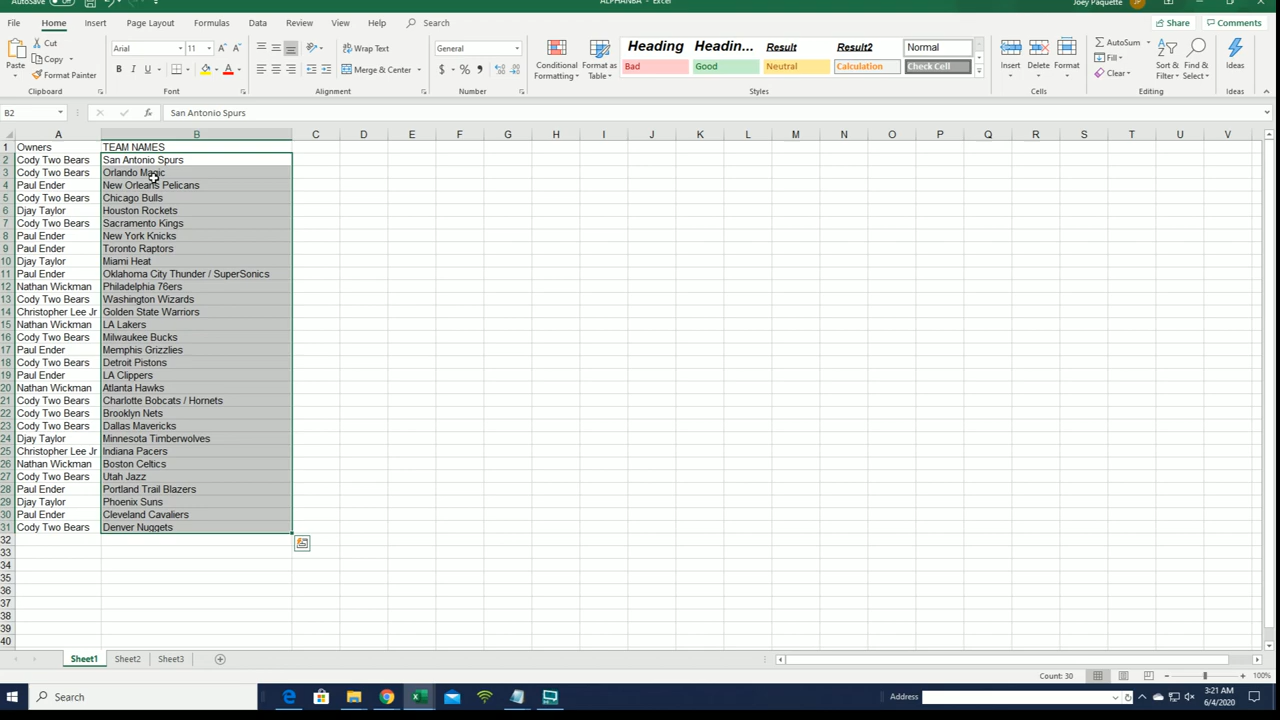 AutoSave Off ALPHANBA - Excel Joey Paquette JP
File Home Insert Page Layout Formulas Data Review View Help Search Share Comments
Paste Cut Copy Format Painter Clipboard
Arial 11 A A B I U A Font
Wrap Text Merge & Center Alignment
General $ % , Number
Conditional Formatting Format as Table
Heading Headin... Result Result2 Normal
Bad Good Neutral Calculation Check Cell
Styles
Insert Delete Format Cells
AutoSum Fill Clear Sort & Filter Find & Select Editing
Ideas Ideas
B2 fx San Antonio Spurs
A B C D E F G H I J K L M N O P Q R S T U V
1 Owners TEAM NAMES
2 Cody Two Bears San Antonio Spurs
3 Cody Two Bears Orlando Magic
4 Paul Ender New Orleans Pelicans
5 Cody Two Bears Chicago Bulls
6 Djay Taylor Houston Rockets
7 Cody Two Bears Sacramento Kings
8 Paul Ender New York Knicks
9 Paul Ender Toronto Raptors
10 Djay Taylor Miami Heat
11 Paul Ender Oklahoma City Thunder / SuperSonics
12 Nathan Wickman Philadelphia 76ers
13 Cody Two Bears Washington Wizards
14 Christopher Lee Jr Golden State Warriors
15 Nathan Wickman LA Lakers
16 Cody Two Bears Milwaukee Bucks
17 Paul Ender Memphis Grizzlies
18 Cody Two Bears Detroit Pistons
19 Paul Ender LA Clippers
20 Nathan Wickman Atlanta Hawks
21 Cody Two Bears Charlotte Bobcats / Hornets
22 Cody Two Bears Brooklyn Nets
23 Cody Two Bears Dallas Mavericks
24 Djay Taylor Minnesota Timberwolves
25 Christopher Lee Jr Indiana Pacers
26 Nathan Wickman Boston Celtics
27 Cody Two Bears Utah Jazz
28 Paul Ender Portland Trail Blazers
29 Djay Taylor Phoenix Suns
30 Paul Ender Cleveland Cavaliers
31 Cody Two Bears Denver Nuggets
32
33
34
35
36
37
38
39
40
Sheet1 Sheet2 Sheet3
Count: 30 100%
Search Address 3:21 AM
6/4/2020